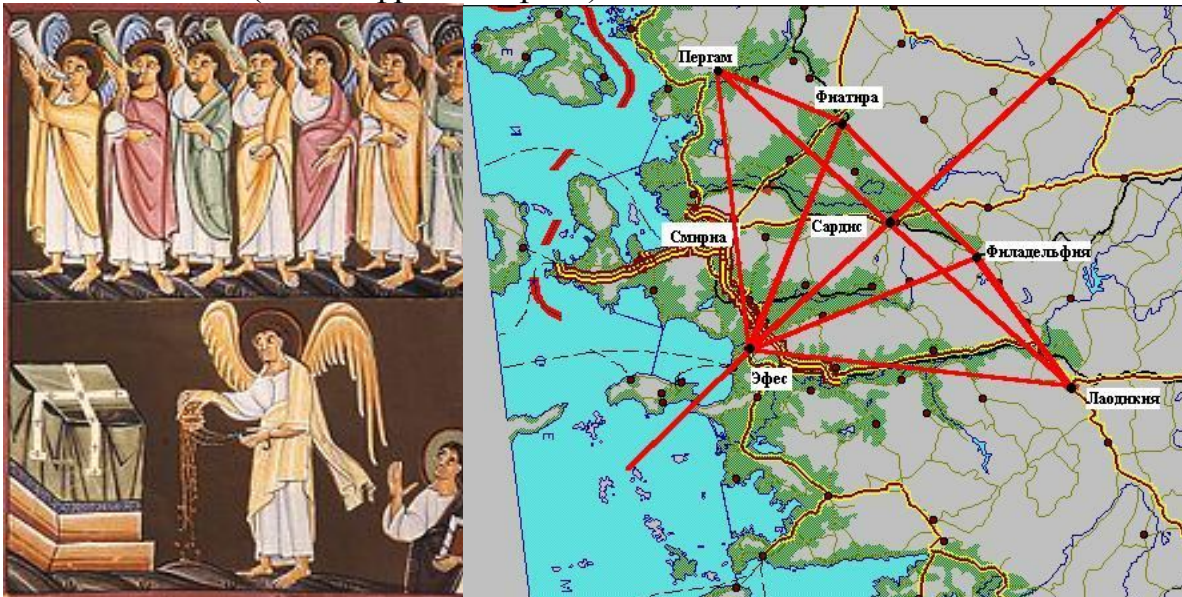 Пергам
Фиатира
Смирна
Сардис
Филадельфия
Эфес
Лаодикия